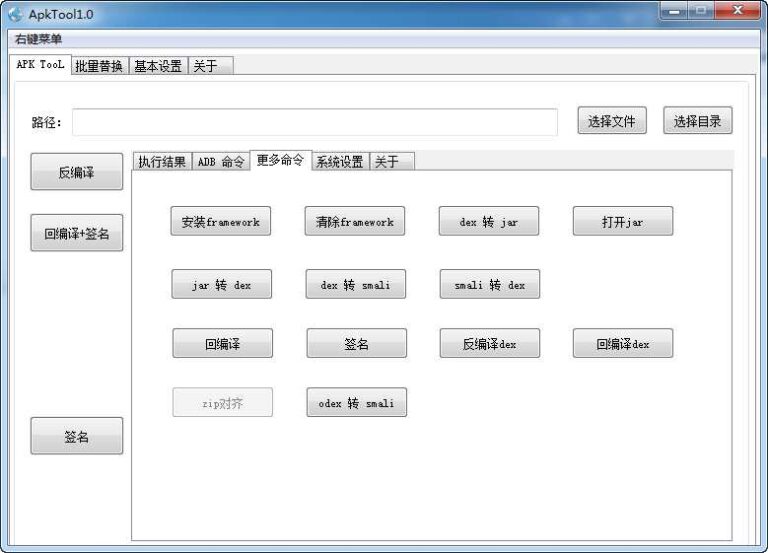 ApkTool1.0
右键菜单
APK TooL 批量替换 基本设置 关于
路径: 选择文件 选择目录
反编译 执行结果 ADB 命令 更多命令 系统设置 关于
回编译+签名 安装framework 清除framework dex 转 jar 打开jar
jar 转 dex dex 转 smali smali 转 dex
回编译 签名 反编译dex 回编译dex
zip对齐 odex 转 smali
签名